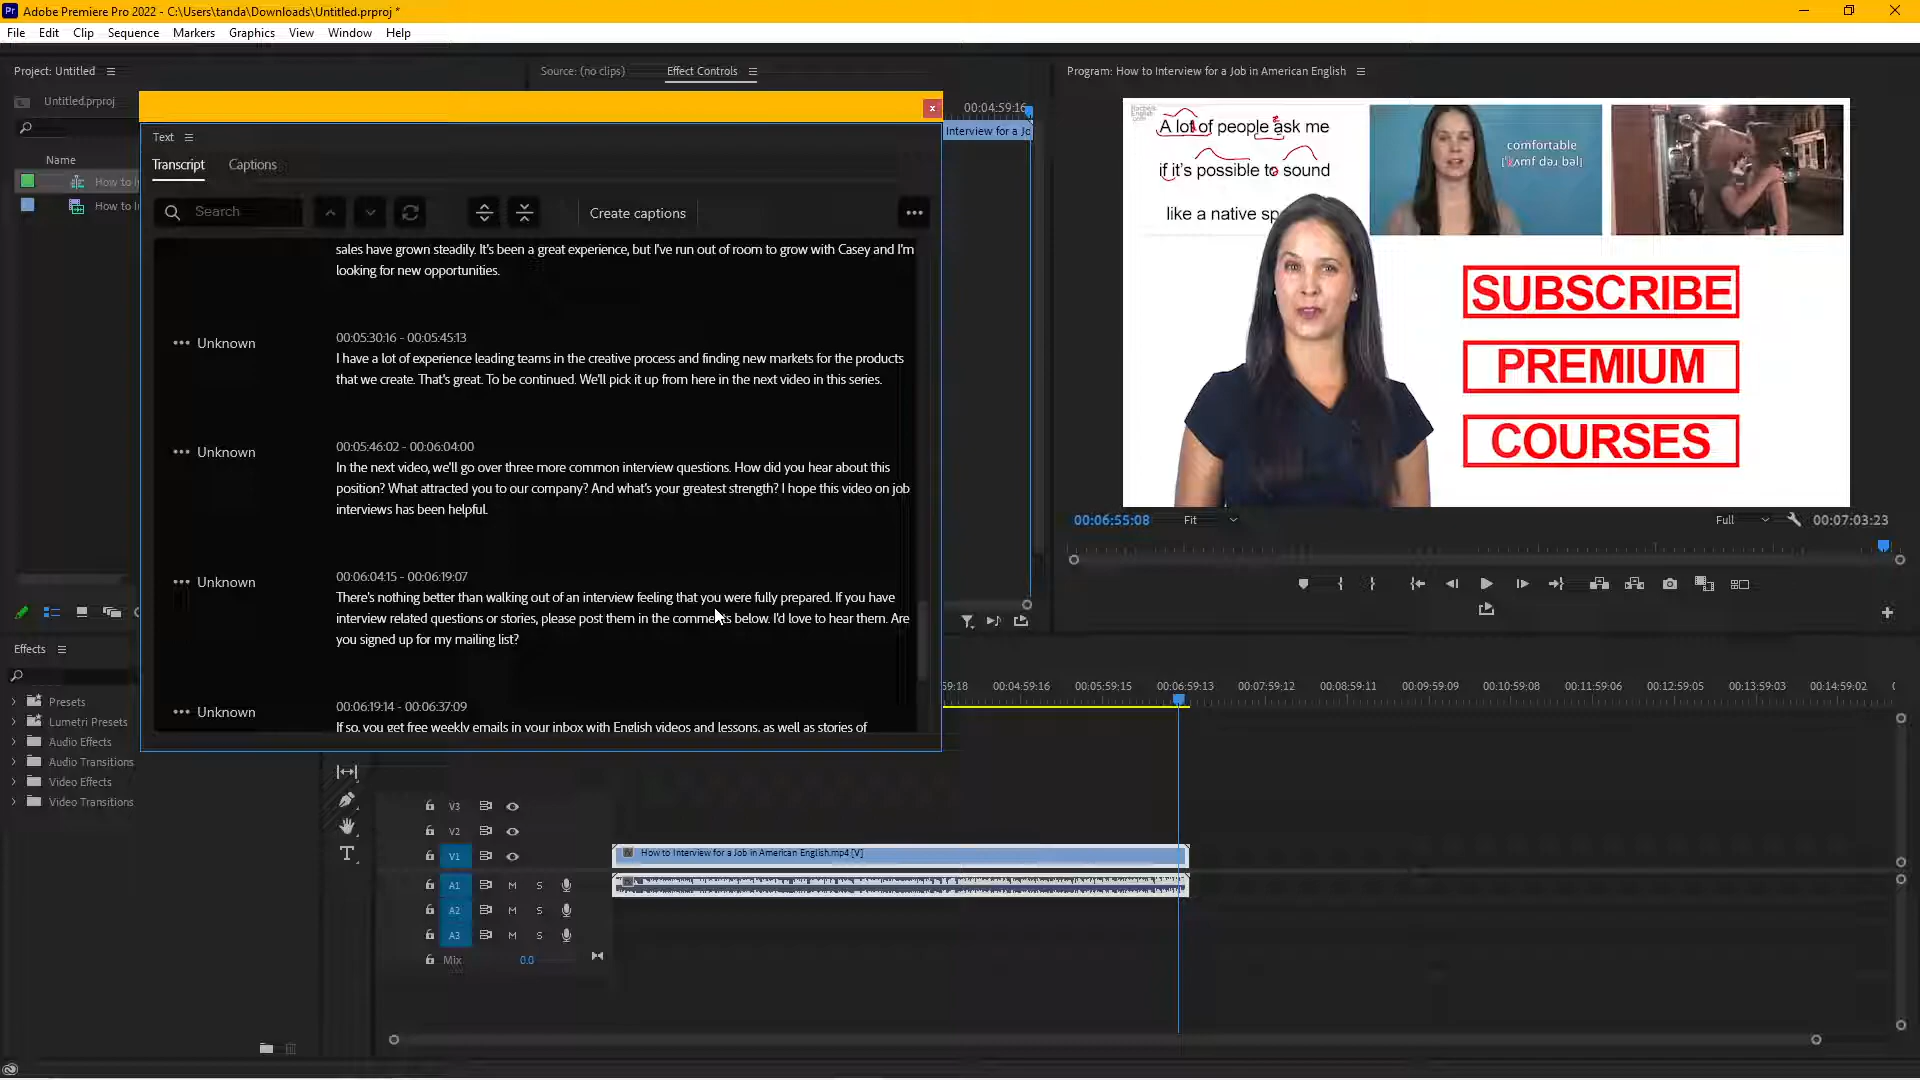 Adobe Premiere Pro 2022 - C:\Users\tanda\Downloads\Untitled.prproj *
File Edit Clip Sequence Markers Graphics View Window Help
Project: Untitled
Source: (no clips)
Effect Controls
Program: How to Interview for a Job in American English
Untitled.prproj
00:04:59:16
Interview for a Jo
Text
Transcript
Captions
Name
How to I
How to I
Search
Create captions
sales have grown steadily. It's been a great experience, but I've run out of room to grow with Casey and I'm
looking for new opportunities.
Unknown
00:05:30:16 - 00:05:45:13
I have a lot of experience leading teams in the creative process and finding new markets for the products
that we create. That's great. To be continued. We'll pick it up from here in the next video in this series.
Unknown
00:05:46:02 - 00:06:04:00
In the next video, we'll go over three more common interview questions. How did you hear about this
position? What attracted you to our company? And what's your greatest strength? I hope this video on job
interviews has been helpful.
Unknown
00:06:04:15 - 00:06:19:07
There's nothing better than walking out of an interview feeling that you were fully prepared. If you have
interview related questions or stories, please post them in the comments below. I'd love to hear them. Are
you signed up for my mailing list?
Unknown
00:06:19:14 - 00:06:37:09
If so, you get free weekly emails in your inbox with English videos and lessons, as well as stories of
A lot of people ask me
if it's possible to sound
like a native sp
comfortable
SUBSCRIBE
PREMIUM
COURSES
00:06:55:08
Fit
Full
00:07:03:23
Effects
Presets
Lumetri Presets
Audio Effects
Audio Transitions
Video Effects
Video Transitions
59:18 00:04:59:16 00:05:59:15 00:06:59:13 00:07:59:12 00:08:59:11 00:09:59:09 00:10:59:08 00:11:59:06 00:12:59:05 00:13:59:03 00:14:59:02
V3
V2
V1
How to Interview for a Job in American English.mp4 [V]
A1 M S
A2 M S
A3 M S
Mix 0.0